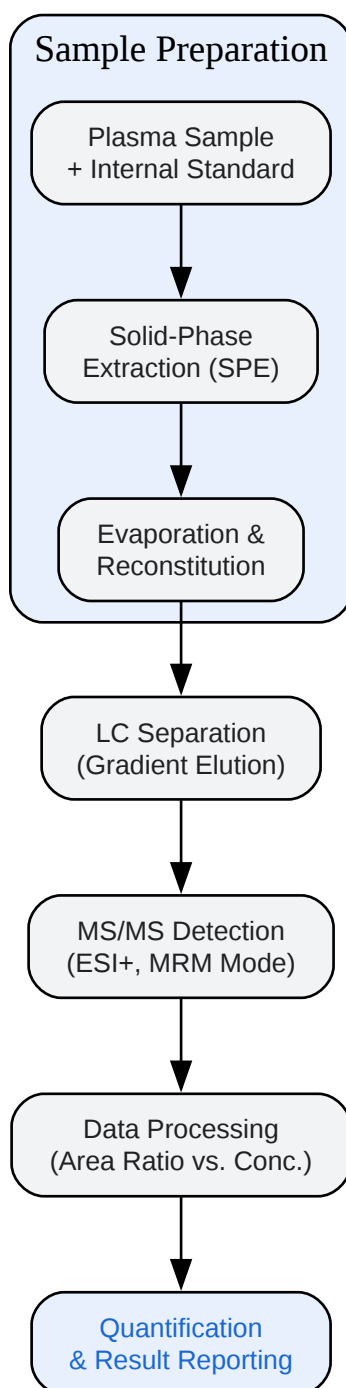 Sample Preparation
Plasma Sample
+ Internal Standard
Solid-Phase
Extraction (SPE)
Evaporation &
Reconstitution
LC Separation
(Gradient Elution)
MS/MS Detection
(ESI+, MRM Mode)
Data Processing
(Area Ratio vs. Conc.)
Quantification
& Result Reporting